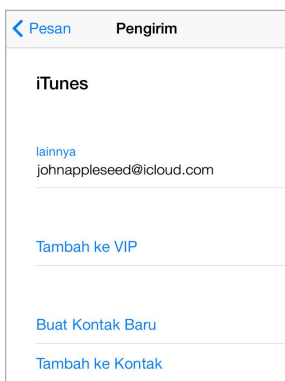 Pesan Pengirim
iTunes
lainnya
johnappleseed@icloud.com
Tambah ke VIP
Buat Kontak Baru
Tambah ke Kontak